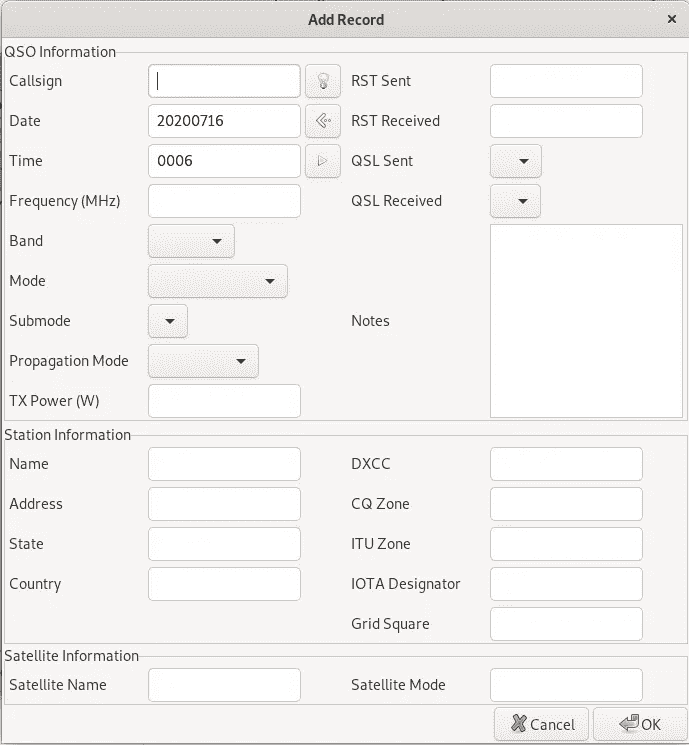 Add Record
QSO Information
Callsign
RST Sent
Date 20200716
RST Received
Time 0006
QSL Sent
Frequency (MHz)
QSL Received
Band
Mode
Submode
Notes
Propagation Mode
TX Power (W)
Station Information
Name
DXCC
Address
CQ Zone
State
ITU Zone
Country
IOTA Designator
Grid Square
Satellite Information
Satellite Name
Satellite Mode
Cancel
OK